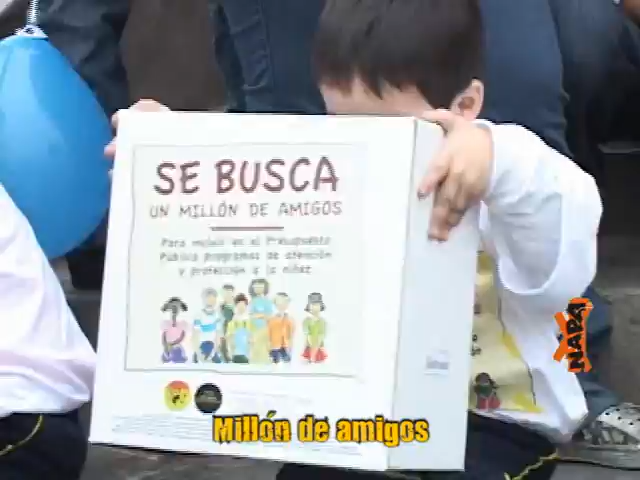 SE BUSCA
UN MILLÓN DE AMIGOS
Para incluir en el Presupuesto
Público programas de atención
y protección a la niñez
NAPA
Millón de amigos